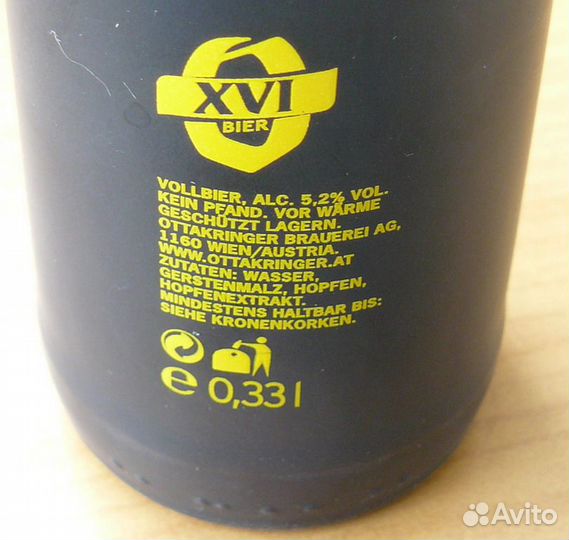 XVI
BIER
VOLLBIER, ALC. 5,2% VOL.
KEIN PFAND. VOR WÄRME
GESCHÜTZT LAGERN.
OTTAKRINGER BRAUEREI AG,
1160 WIEN/AUSTRIA.
WWW.OTTAKRINGER.AT
ZUTATEN: WASSER,
GERSTENMALZ, HOPFEN,
HOPFENEXTRAKT.
MINDESTENS HALTBAR BIS:
SIEHE KRONENKORKEN.
e 0,33 l
Avito